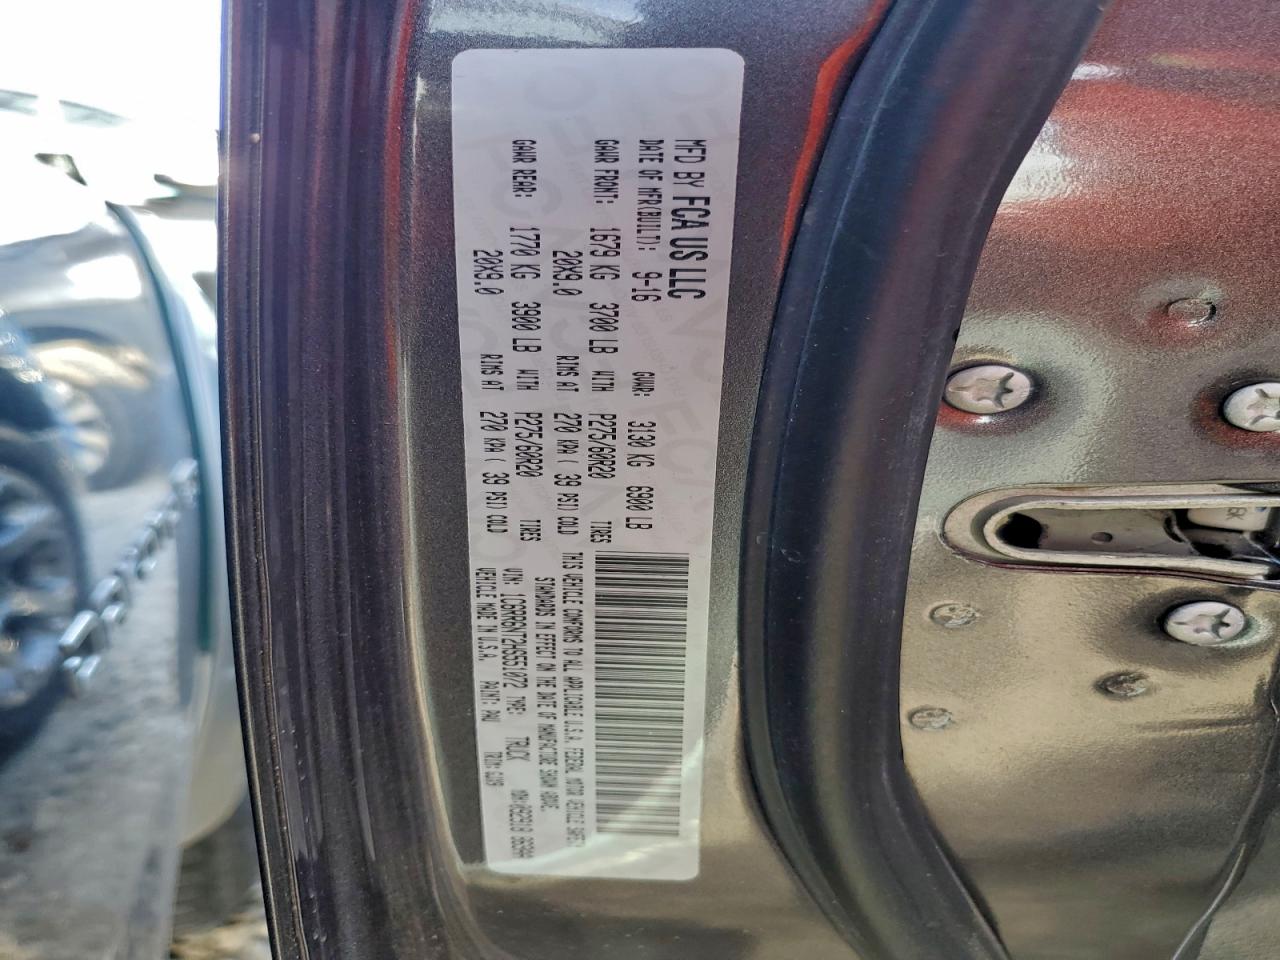 MFD BY FCA US LLC
DATE OF MFR(BUILT): 9-16 GVWR: 3130 KG 6900 LB
GAWR FRONT: 1679 KG 3700 LB WITH P275/60R20 TIRES
20X9.0 RIMS AT 270 KPA ( 39 PSI) COLD
GAWR REAR: 1770 KG 3900 LB WITH P275/60R20 TIRES
20X9.0 RIMS AT 270 KPA ( 39 PSI) COLD
THIS VEHICLE CONFORMS TO ALL APPLICABLE U.S.A. FEDERAL MOTOR VEHICLE SAFETY
STANDARDS IN EFFECT ON THE DATE OF MANUFACTURE SHOWN ABOVE.
VIN: TYPE: TRUCK
VEHICLE MADE IN U.S.A. PAINT: TRIM: